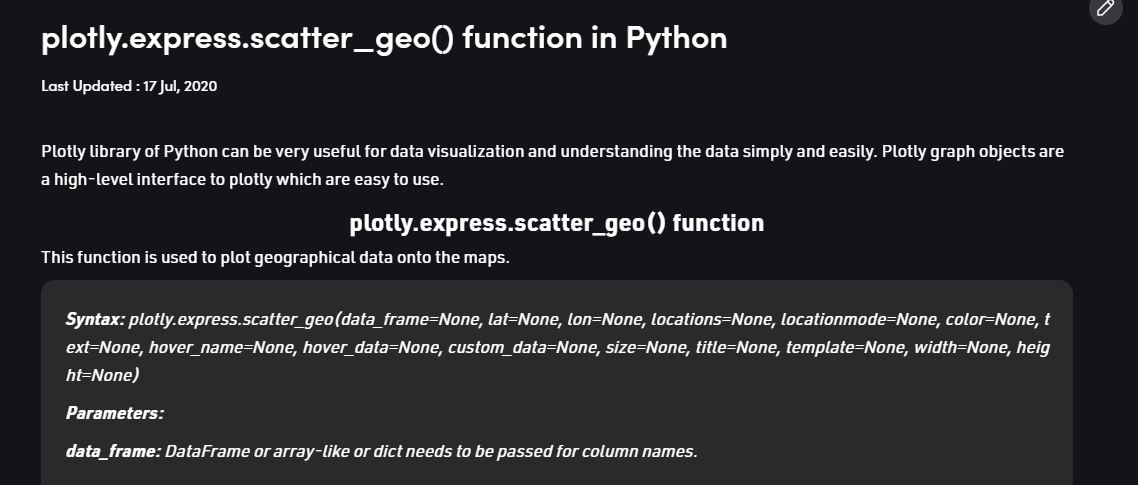 plotly.express.scatter_geo() function in Python
Last Updated : 17 Jul, 2020
Plotly library of Python can be very useful for data visualization and understanding the data simply and easily. Plotly graph objects are
a high-level interface to plotly which are easy to use.
plotly.express.scatter_geo() function
This function is used to plot geographical data onto the maps.
Syntax: plotly.express.scatter_geo(data_frame=None, lat=None, lon=None, locations=None, locationmode=None, color=None, t
ext=None, hover_name=None, hover_data=None, custom_data=None, size=None, title=None, template=None, width=None, heig
ht=None)
Parameters:
data_frame: DataFrame or array-like or dict needs to be passed for column names.